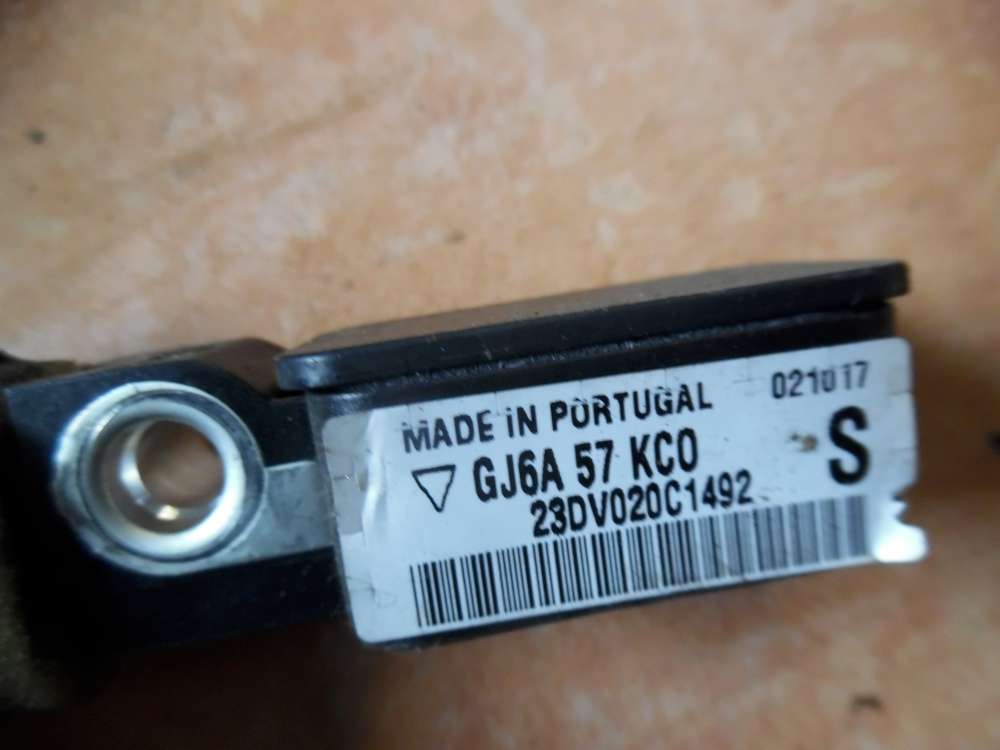 021017
MADE IN PORTUGAL
GJ6A 57 KC0 S
23DV020C1492